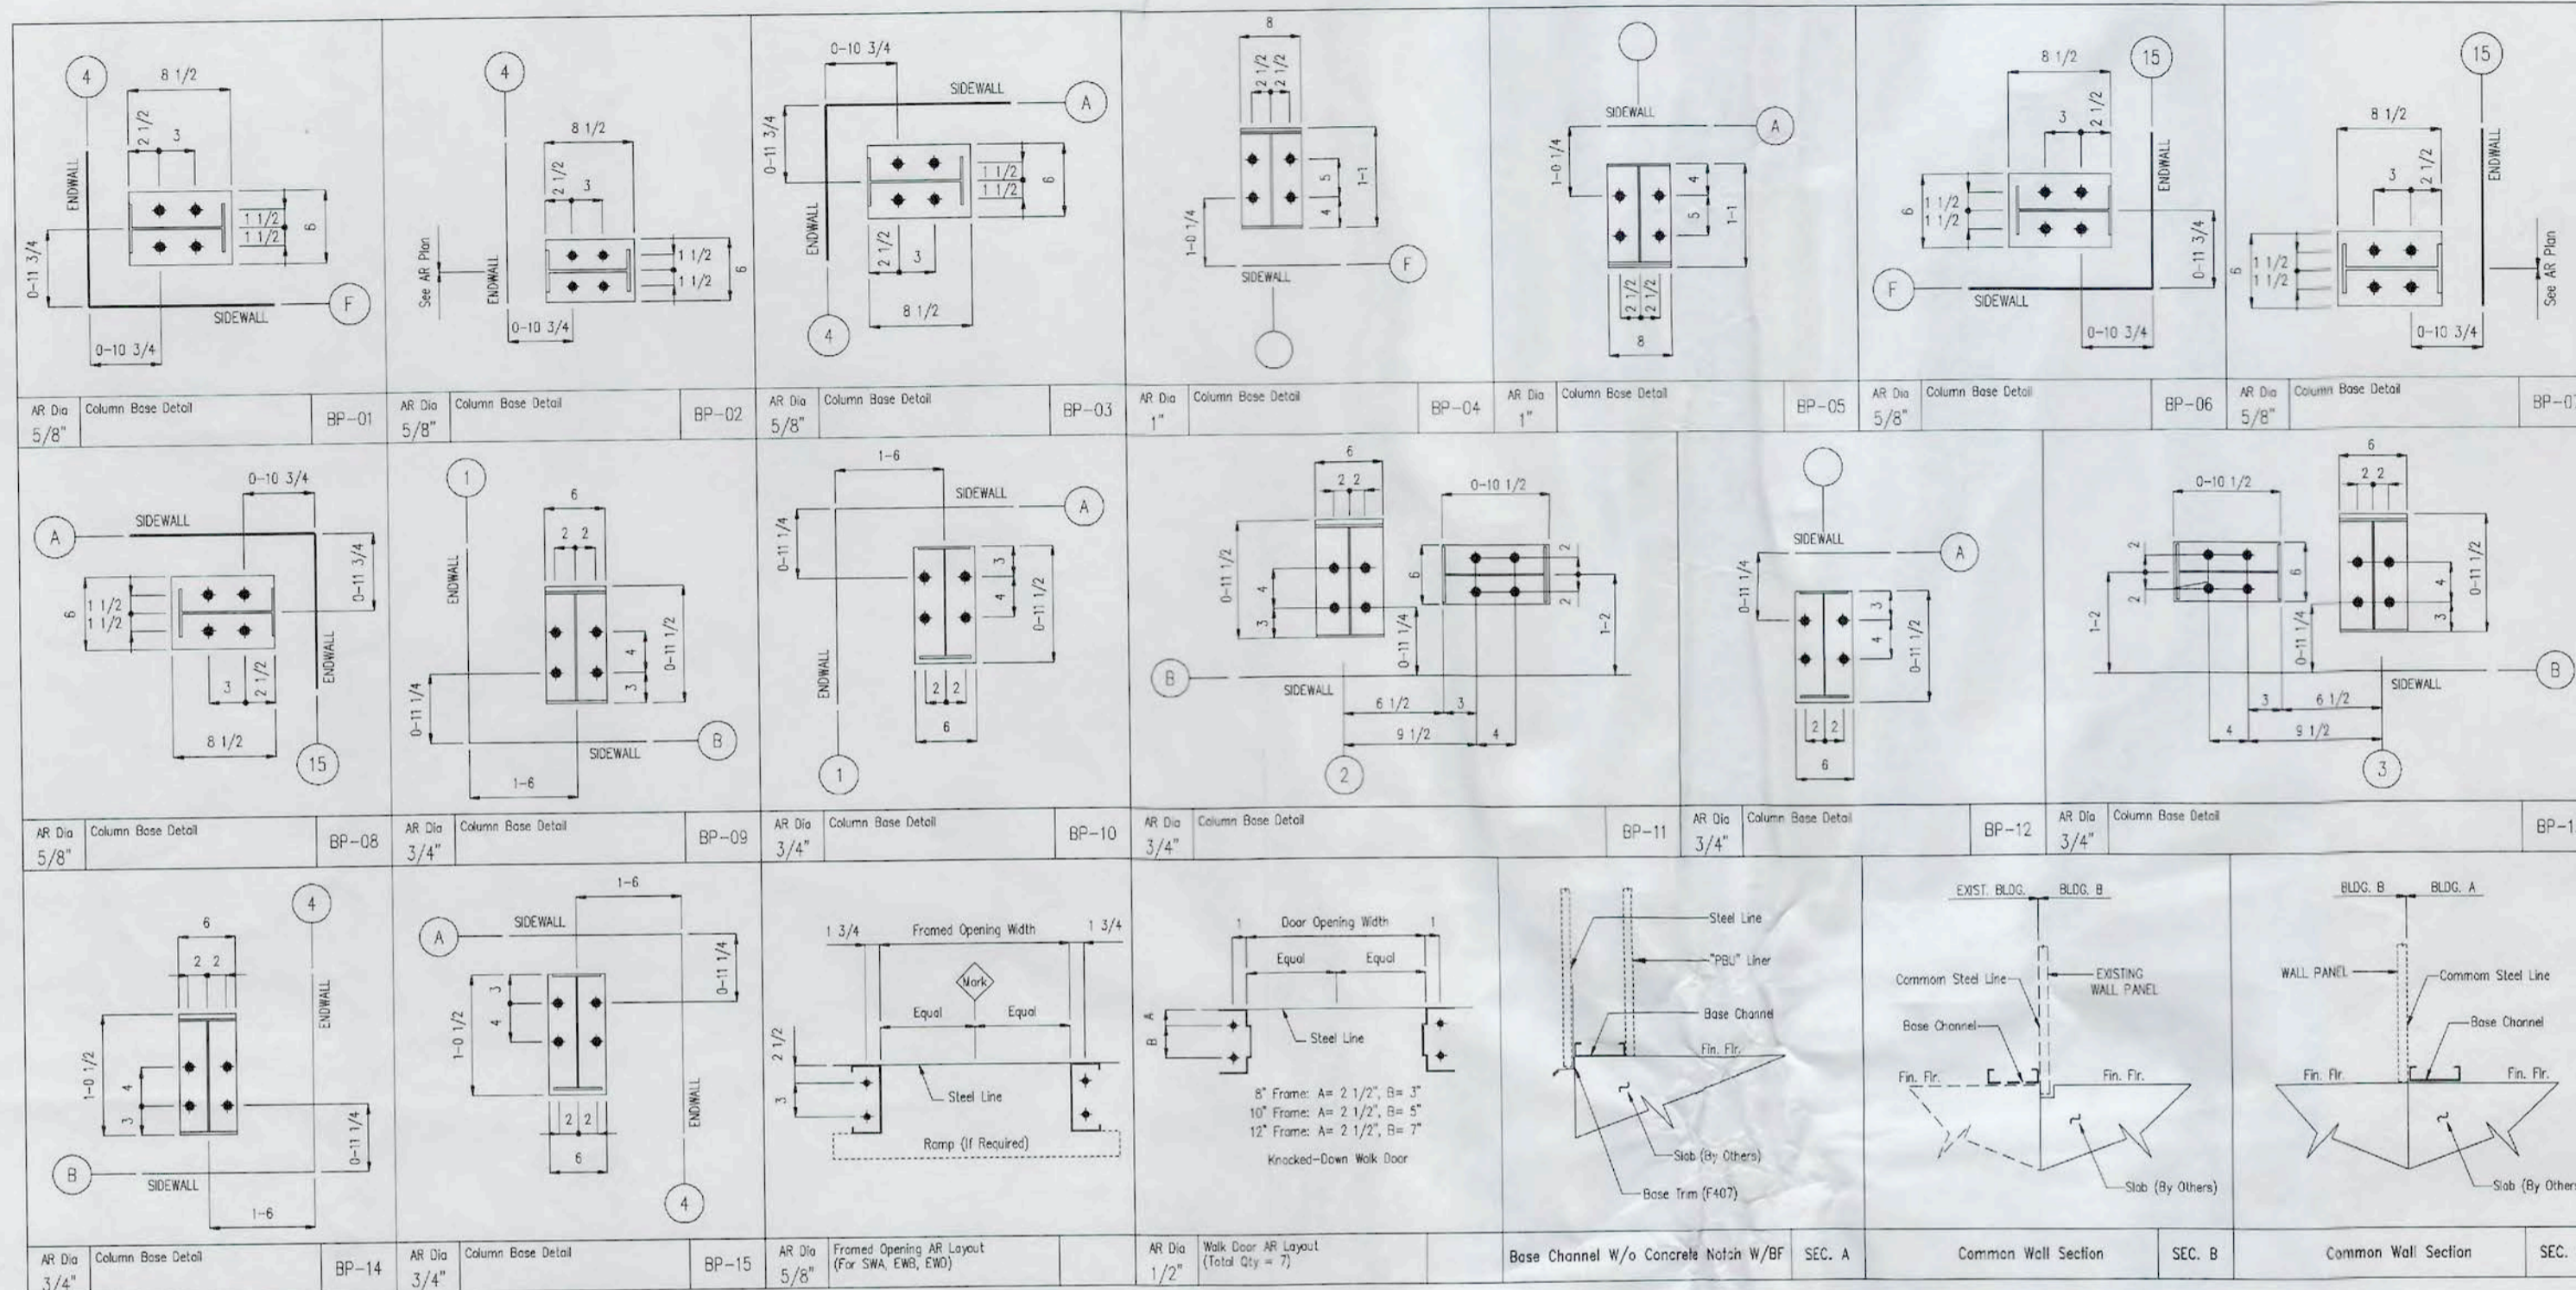 4
8 1/2
2 1/2
3
ENDWALL
1 1/2
1 1/2
6
0-11 3/4
F
SIDEWALL
0-10 3/4
AR Dia
5/8"
Column Base Detail
BP-01
4
8 1/2
2 1/2
3
See AR Plan
ENDWALL
1 1/2
1 1/2
6
0-10 3/4
AR Dia
5/8"
Column Base Detail
BP-02
0-10 3/4
SIDEWALL
A
0-11 3/4
1 1/2
1 1/2
6
ENDWALL
2 1/2
3
8 1/2
4
AR Dia
5/8"
Column Base Detail
BP-03
8
2 1/2
2 1/2
5
4
1-1
1-0 1/4
F
SIDEWALL
AR Dia
1"
Column Base Detail
BP-04
SIDEWALL
A
1-0 1/4
4
5
1-1
2 1/2
2 1/2
8
AR Dia
1"
Column Base Detail
BP-05
8 1/2
15
3
2 1/2
ENDWALL
6
1 1/2
1 1/2
0-11 3/4
F
SIDEWALL
0-10 3/4
AR Dia
5/8"
Column Base Detail
BP-06
15
8 1/2
3
2 1/2
ENDWALL
6
1 1/2
1 1/2
See AR Plan
0-10 3/4
AR Dia
5/8"
Column Base Detail
0-10 3/4
SIDEWALL
A
0-11 3/4
6
1 1/2
1 1/2
ENDWALL
3
2 1/2
8 1/2
15
AR Dia
5/8"
Column Base Detail
BP-08
1
6
2 2
ENDWALL
4
3
0-11 1/2
0-11 1/4
B
SIDEWALL
1-6
AR Dia
3/4"
Column Base Detail
BP-09
1-6
SIDEWALL
A
0-11 1/4
3
4
0-11 1/2
ENDWALL
2 2
6
1
AR Dia
3/4"
Column Base Detail
BP-10
6
2 2
0-10 1/2
0-11 1/2
4
3
6
2
2
0-11 1/4
1-2
B
SIDEWALL
6 1/2
3
9 1/2
4
2
AR Dia
3/4"
Column Base Detail
BP-11
SIDEWALL
A
0-11 1/4
3
4
0-11 1/2
2 2
6
AR Dia
3/4"
Column Base Detail
BP-12
6
2 2
0-10 1/2
2
2
6
4
3
0-11 1/2
1-2
0-11 1/4
B
SIDEWALL
3
6 1/2
4
9 1/2
3
AR Dia
3/4"
Column Base Detail
4
6
2 2
ENDWALL
1-0 1/2
4
3
0-11 1/4
B
SIDEWALL
1-6
AR Dia
3/4"
Column Base Detail
BP-14
1-6
SIDEWALL
A
0-11 1/4
3
4
1-0 1/2
ENDWALL
2 2
6
4
AR Dia
3/4"
Column Base Detail
BP-15
1 3/4
Framed Opening Width
1 3/4
Mark
Equal
Equal
2 1/2
3
Steel Line
Ramp (If Required)
AR Dia
5/8"
Framed Opening AR Layout
(For SWA, EWB, EWD)
1
Door Opening Width
1
Equal
Equal
A
B
Steel Line
8" Frame: A= 2 1/2", B= 3"
10" Frame: A= 2 1/2", B= 5"
12" Frame: A= 2 1/2", B= 7"
Knocked-Down Walk Door
AR Dia
1/2"
Walk Door AR Layout
(Total Qty = 7)
Steel Line
"PBU" Liner
Base Channel
Fin. Flr.
Slab (By Others)
Base Trim (F407)
Base Channel W/o Concrete Notch W/BF
SEC. A
EXIST. BLDG.
BLDG. B
Commom Steel Line
EXISTING
WALL PANEL
Base Channel
Fin. Flr.
Fin. Flr.
Slab (By Others)
Common Wall Section
SEC. B
BLDG. B
BLDG. A
WALL PANEL
Commom Steel Line
Base Channel
Fin. Flr.
Fin. Flr.
Slab (By
Common Wall Section
SEC.